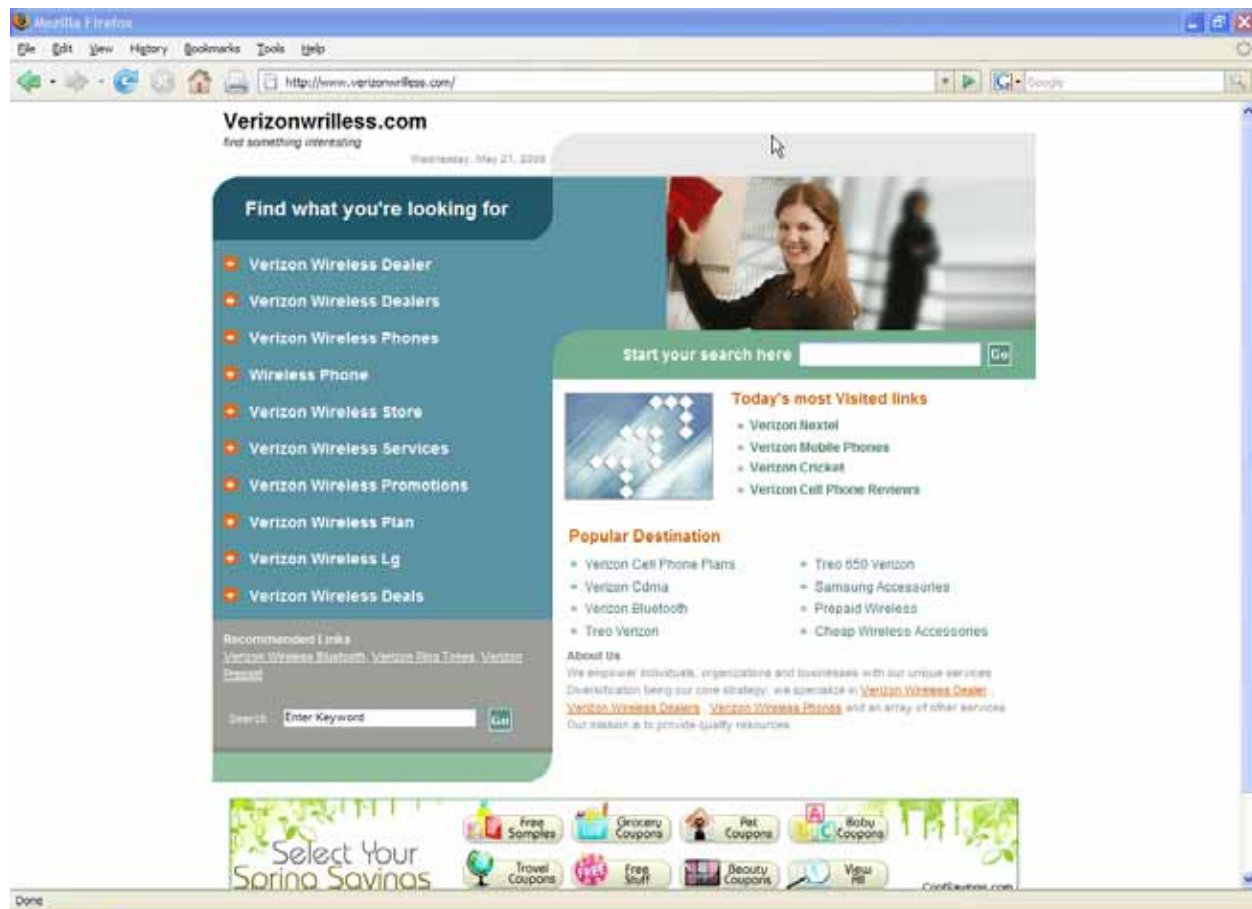 Mozilla Firefox
File Edit View History Bookmarks Tools Help
http://www.verizonwrilless.com/
Google
Verizonwrilless.com
find something interesting
Wednesday, May 21, 2008
Find what you're looking for
Verizon Wireless Dealer
Verizon Wireless Dealers
Verizon Wireless Phones
Wireless Phone
Verizon Wireless Store
Verizon Wireless Services
Verizon Wireless Promotions
Verizon Wireless Plan
Verizon Wireless Lg
Verizon Wireless Deals
Recommended Links
Verizon Wireless Bluetooth, Verizon Ring Tones, Verizon
Prepaid
Search Enter Keyword Go
Start your search here Go
Today's most Visited links
Verizon Nextel
Verizon Mobile Phones
Verizon Cricket
Verizon Cell Phone Reviews
Popular Destination
Verizon Cell Phone Plans Treo 650 Verizon
Verizon Cdma Samsung Accessories
Verizon Bluetooth Prepaid Wireless
Treo Verizon Cheap Wireless Accessories
About Us
We empower individuals, organizations and businesses with our unique services
Diversification being our core strategy, we specialize in Verizon Wireless Dealer ,
Verizon Wireless Dealers , Verizon Wireless Phones and an array of other services.
Our mission is to provide quality resources.
Select Your
Spring Savings
Free Samples
Grocery Coupons
Pet Coupons
Baby Coupons
Travel Coupons
Free Stuff
Beauty Coupons
View All
Done